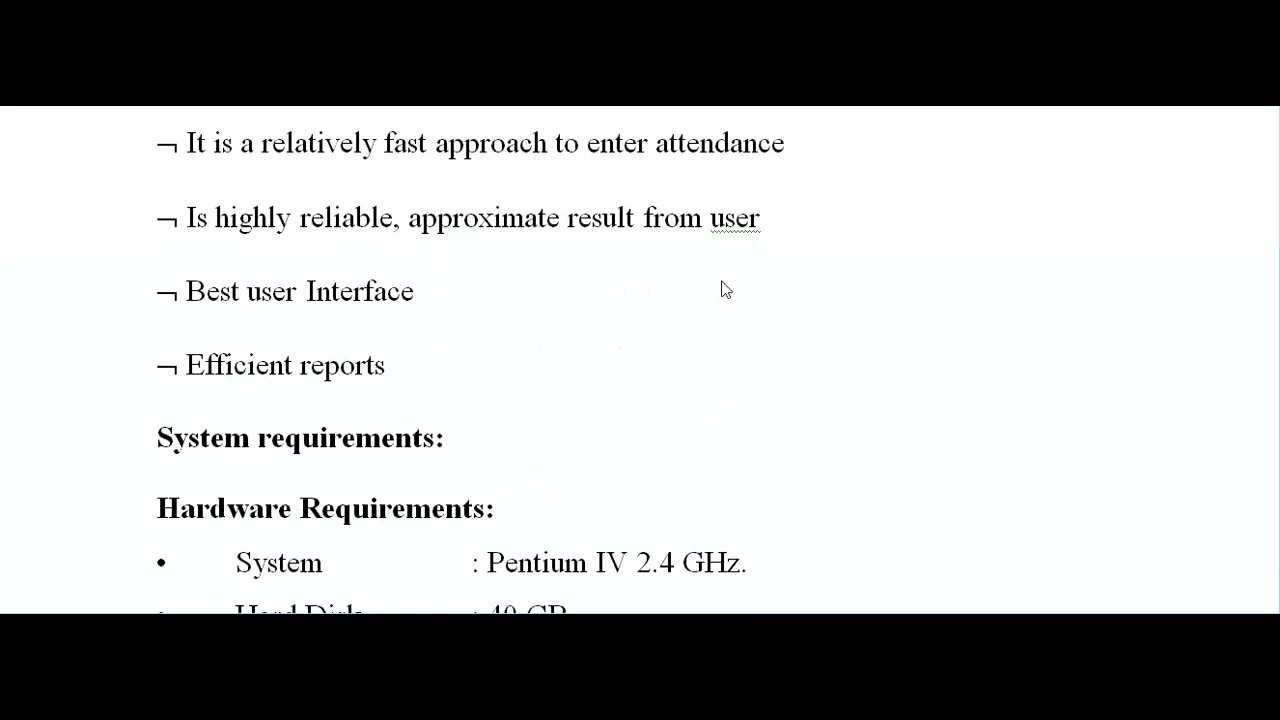 ¬ It is a relatively fast approach to enter attendance
¬ Is highly reliable, approximate result from user
¬ Best user Interface
¬ Efficient reports
System requirements:
Hardware Requirements:
• System : Pentium IV 2.4 GHz.
• Hard Disk : 40 GB